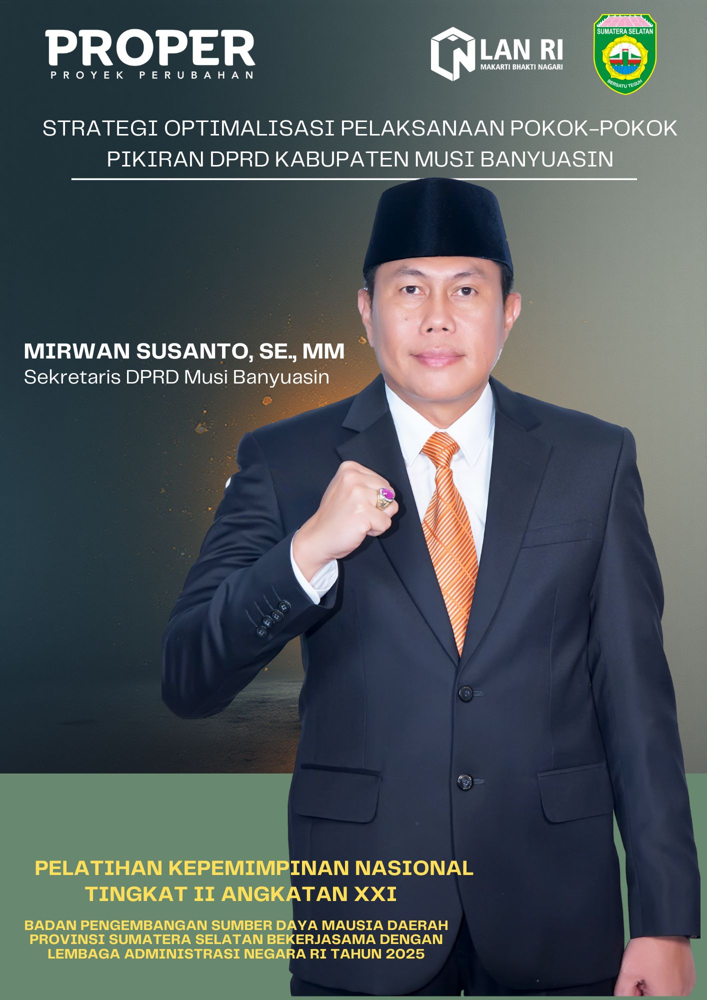 PROPER
PROYEK PERUBAHAN
LAN RI
MAKARTI BHAKTI NAGARI
SUMATERA SELATAN
BERSATU TEGUH
STRATEGI OPTIMALISASI PELAKSANAAN POKOK-POKOK
PIKIRAN DPRD KABUPATEN MUSI BANYUASIN
MIRWAN SUSANTO, SE., MM
Sekretaris DPRD Musi Banyuasin
PELATIHAN KEPEMIMPINAN NASIONAL
TINGKAT II ANGKATAN XXI
BADAN PENGEMBANGAN SUMBER DAYA MAUSIA DAERAH
PROVINSI SUMATERA SELATAN BEKERJASAMA DENGAN
LEMBAGA ADMINISTRASI NEGARA RI TAHUN 2025